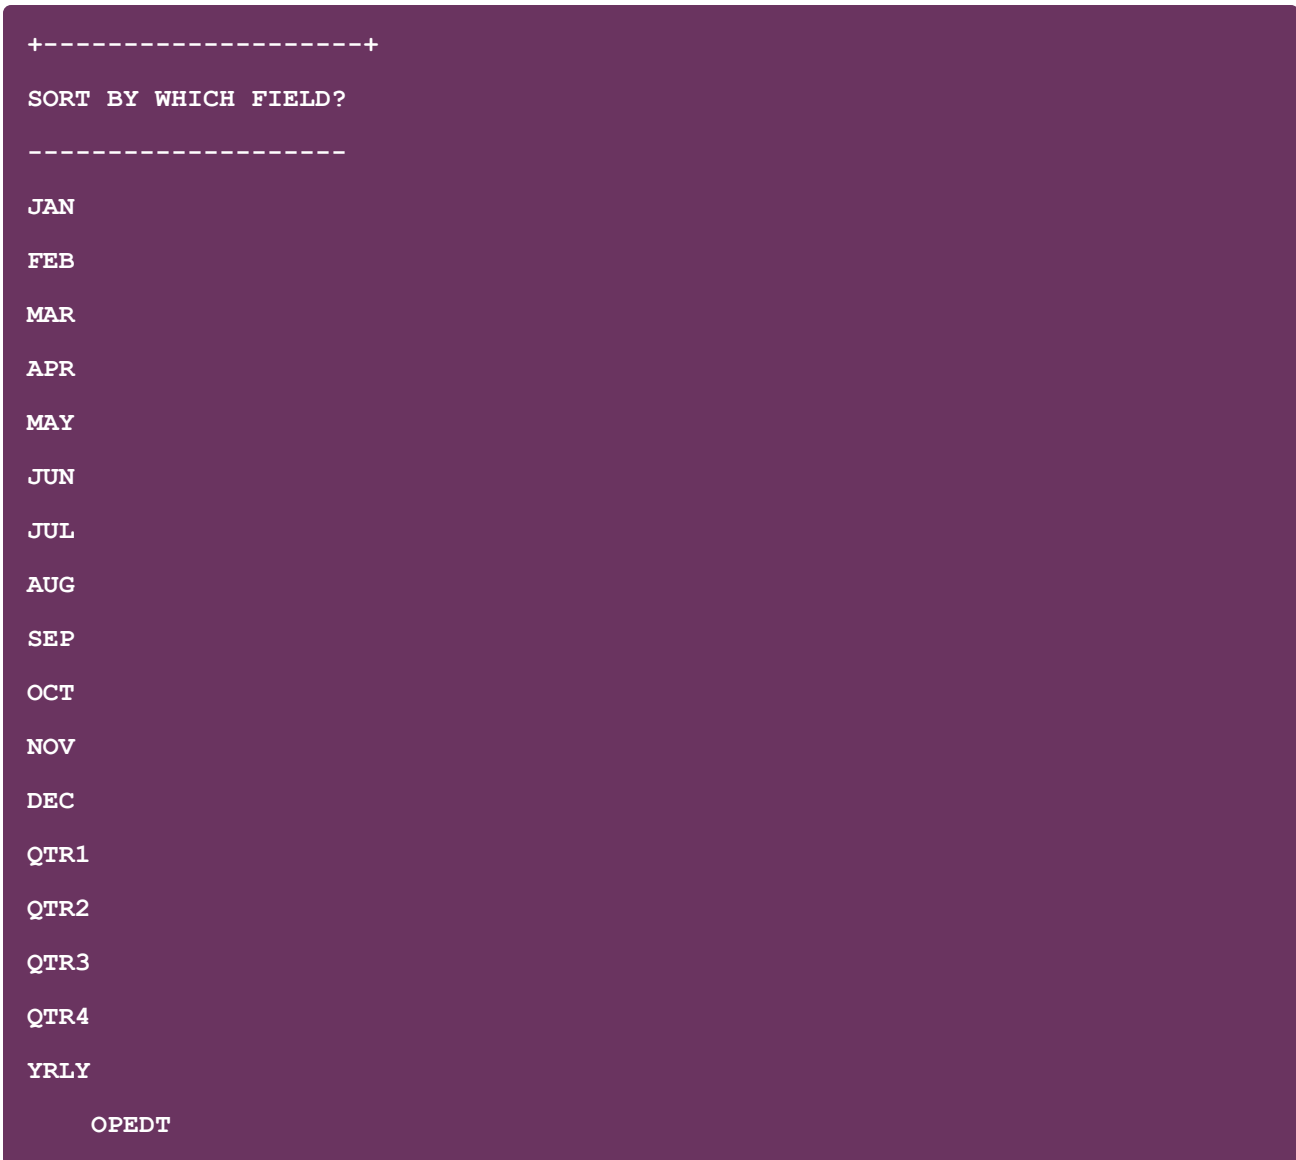 +--------------------+
SORT BY WHICH FIELD?
--------------------
JAN
FEB
MAR
APR
MAY
JUN
JUL
AUG
SEP
OCT
NOV
DEC
QTR1
QTR2
QTR3
QTR4
YRLY
OPEDT